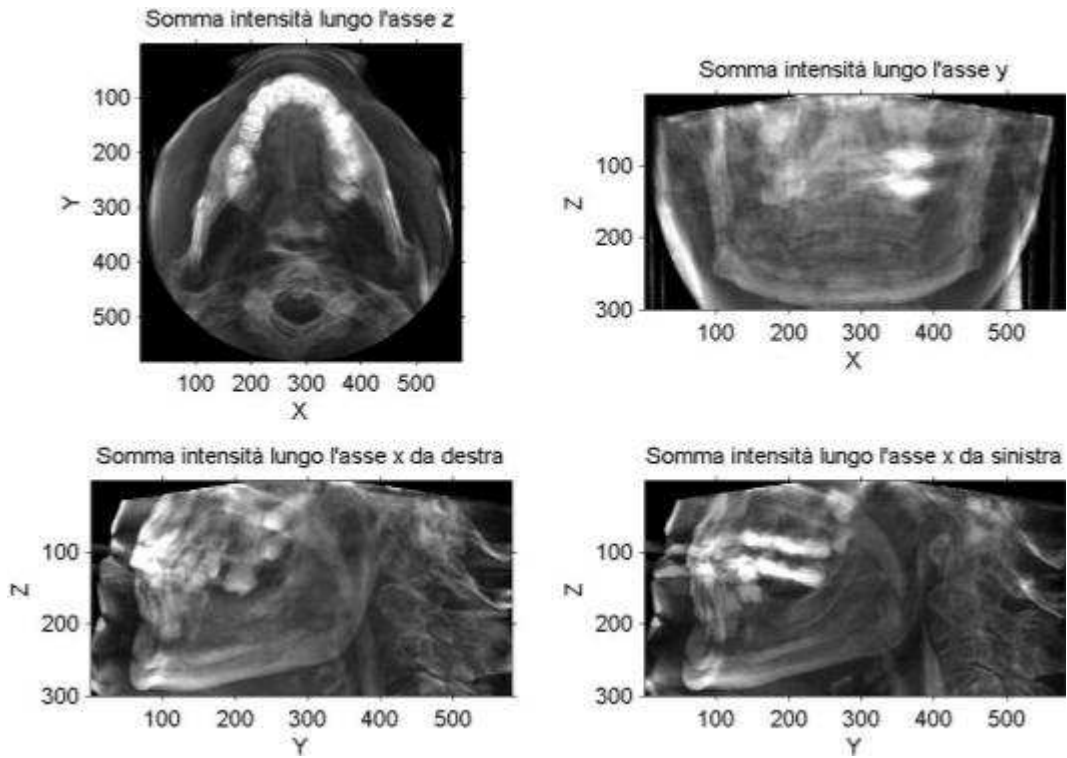 Somma intensità lungo l'asse z
100
200
300
400
500
Y
100 200 300 400 500
X
Somma intensità lungo l'asse y
100
200
300
Z
100 200 300 400 500
X
Somma intensità lungo l'asse x da destra
100
200
300
Z
100 200 300 400 500
Y
Somma intensità lungo l'asse x da sinistra
100
200
300
Z
100 200 300 400 500
Y